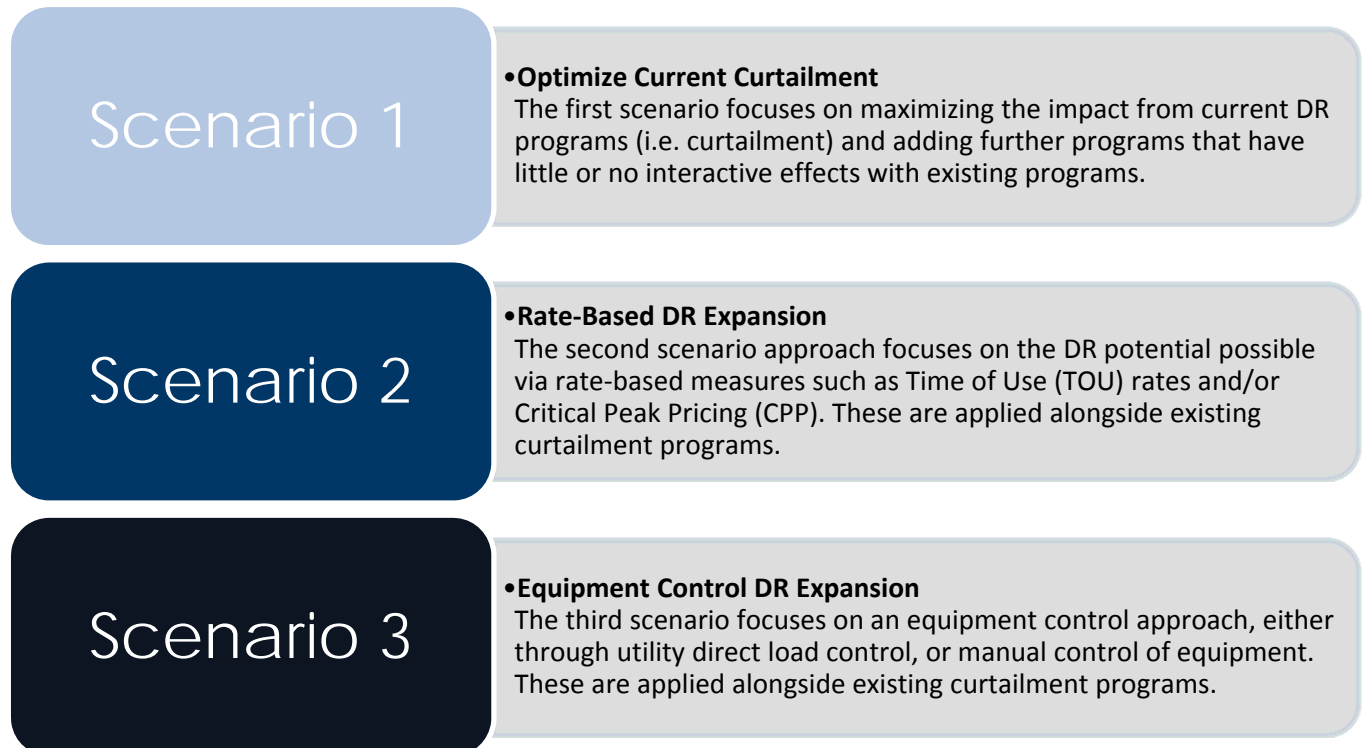 Scenario 1
•Optimize Current Curtailment
The first scenario focuses on maximizing the impact from current DR
programs (i.e. curtailment) and adding further programs that have
little or no interactive effects with existing programs.
Scenario 2
•Rate-Based DR Expansion
The second scenario approach focuses on the DR potential possible
via rate-based measures such as Time of Use (TOU) rates and/or
Critical Peak Pricing (CPP). These are applied alongside existing
curtailment programs.
Scenario 3
•Equipment Control DR Expansion
The third scenario focuses on an equipment control approach, either
through utility direct load control, or manual control of equipment.
These are applied alongside existing curtailment programs.